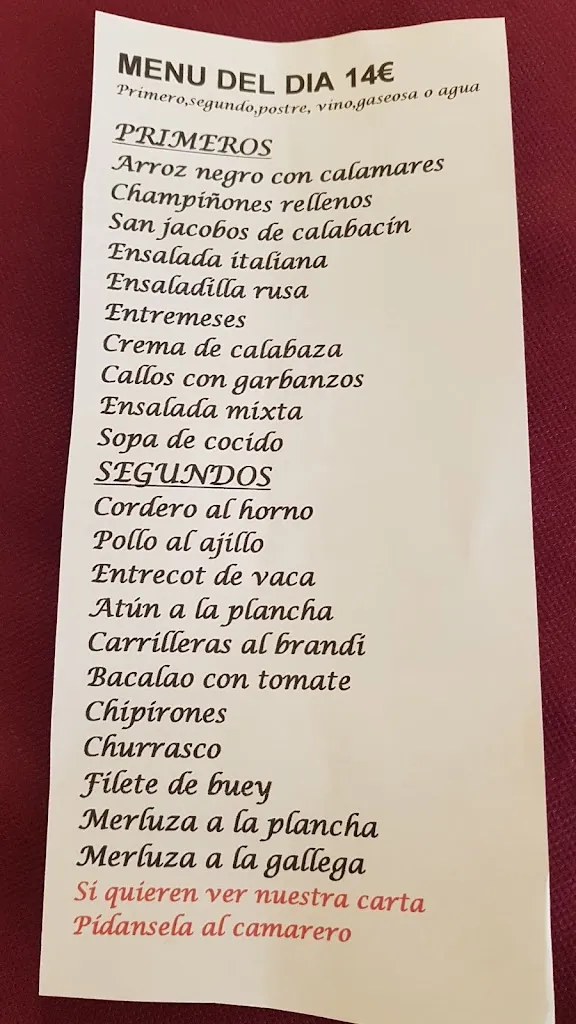 MENU DEL DIA 14€
Primero,segundo,postre, vino,gaseosa o agua
PRIMEROS
Arroz negro con calamares
Champiñones rellenos
San jacobos de calabacín
Ensalada italiana
Ensaladilla rusa
Entremeses
Crema de calabaza
Callos con garbanzos
Ensalada mixta
Sopa de cocido
SEGUNDOS
Cordero al horno
Pollo al ajillo
Entrecot de vaca
Atún a la plancha
Carrilleras al brandi
Bacalao con tomate
Chipirones
Churrasco
Filete de buey
Merluza a la plancha
Merluza a la gallega
Si quieren ver nuestra carta
Pídansela al camarero